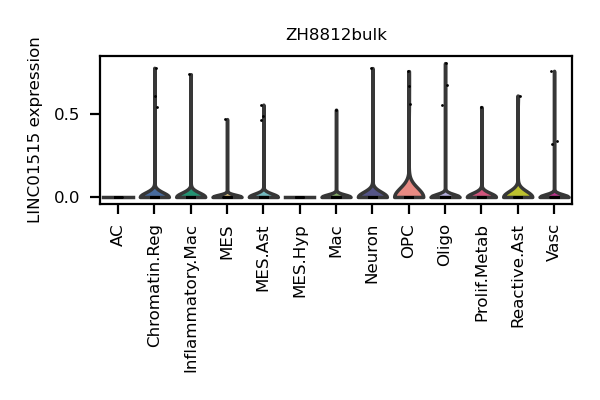 ZH8812bulk
LINC01515 expression
0.5
0.0
AC
Chromatin.Reg
Inflammatory.Mac
MES
MES.Ast
MES.Hyp
Mac
Neuron
OPC
Oligo
Prolif.Metab
Reactive.Ast
Vasc